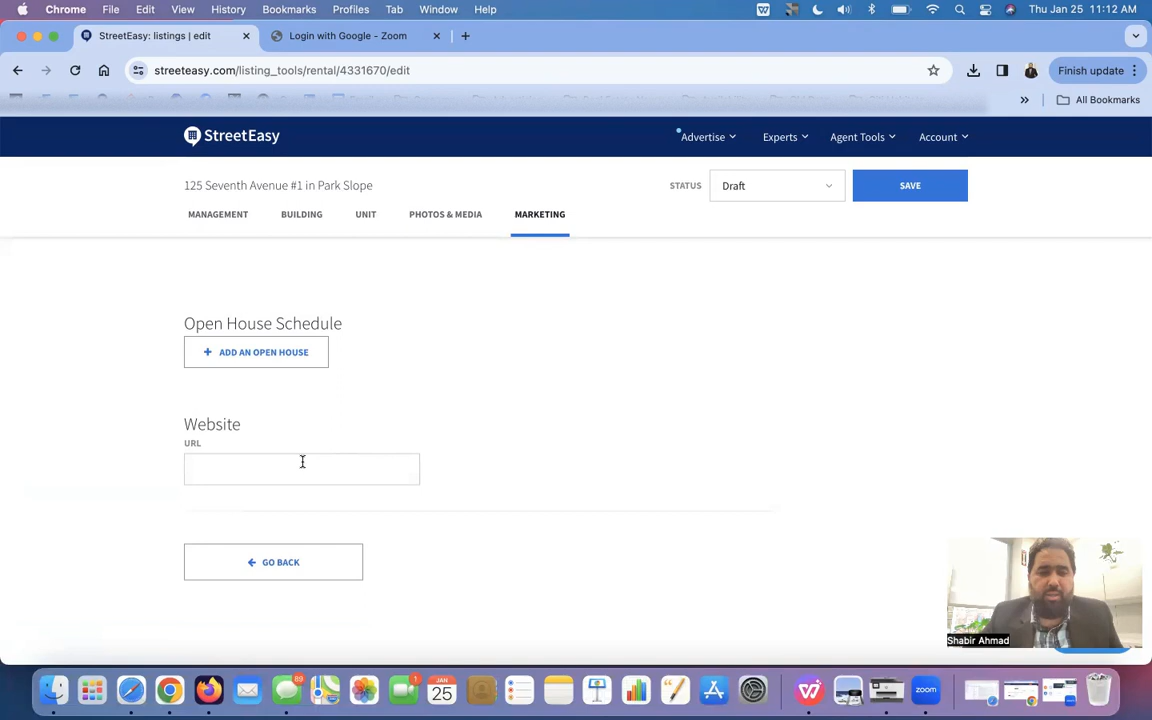 Chrome File Edit View History Bookmarks Profiles Tab Window Help
Thu Jan 25 11:12 AM
StreetEasy: listings | edit
Login with Google - Zoom
streeteasy.com/listing_tools/rental/4331670/edit
Finish update
All Bookmarks
StreetEasy
Advertise
Experts
Agent Tools
Account
125 Seventh Avenue #1 in Park Slope
STATUS
Draft
SAVE
MANAGEMENT
BUILDING
UNIT
PHOTOS & MEDIA
MARKETING
Open House Schedule
+ ADD AN OPEN HOUSE
Website
URL
GO BACK
Shabir Ahmad
89
1
JAN
25
zoom